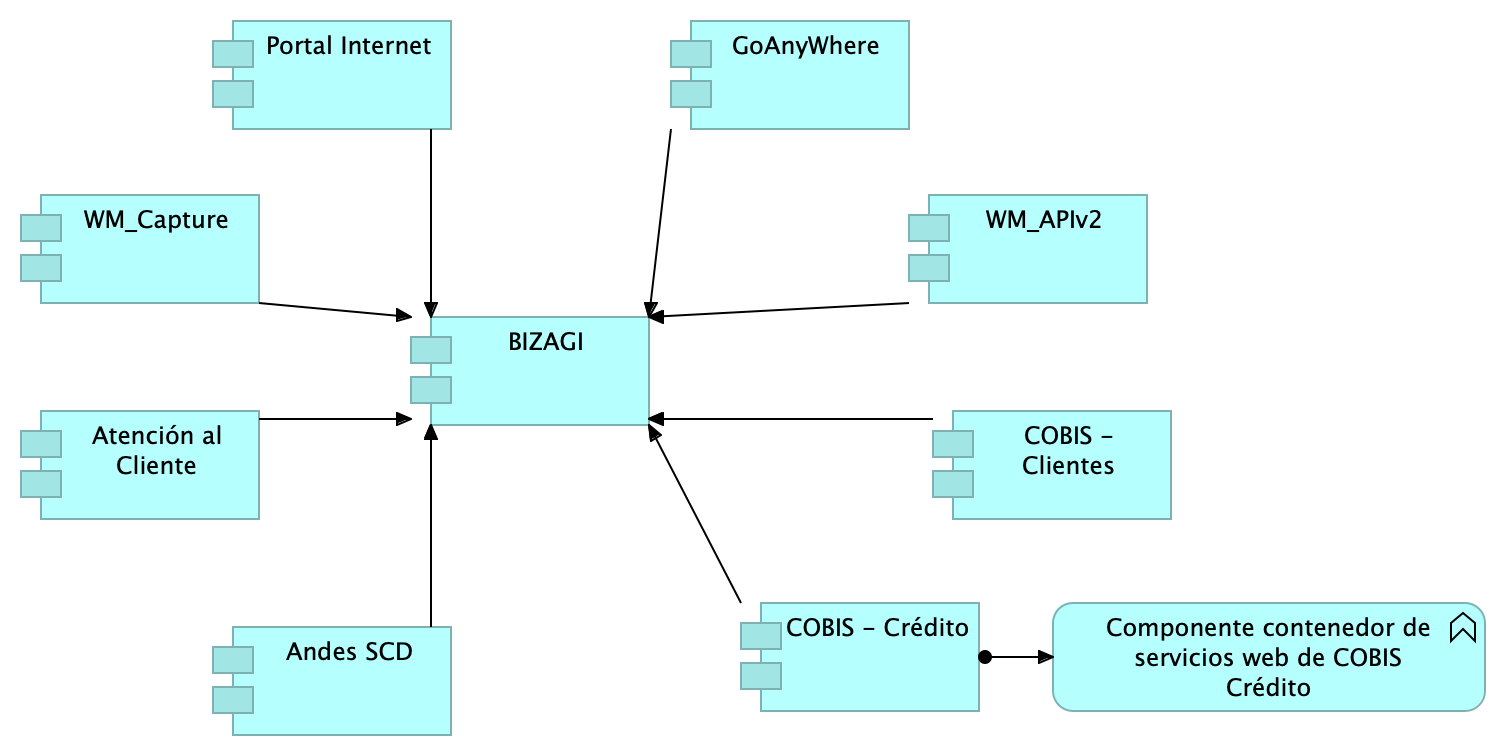 Portal Internet
GoAnyWhere
WM_Capture
WM_APIv2
BIZAGI
Atención al
Cliente
COBIS –
Clientes
Andes SCD
COBIS – Crédito
Componente contenedor de
servicios web de COBIS
Crédito